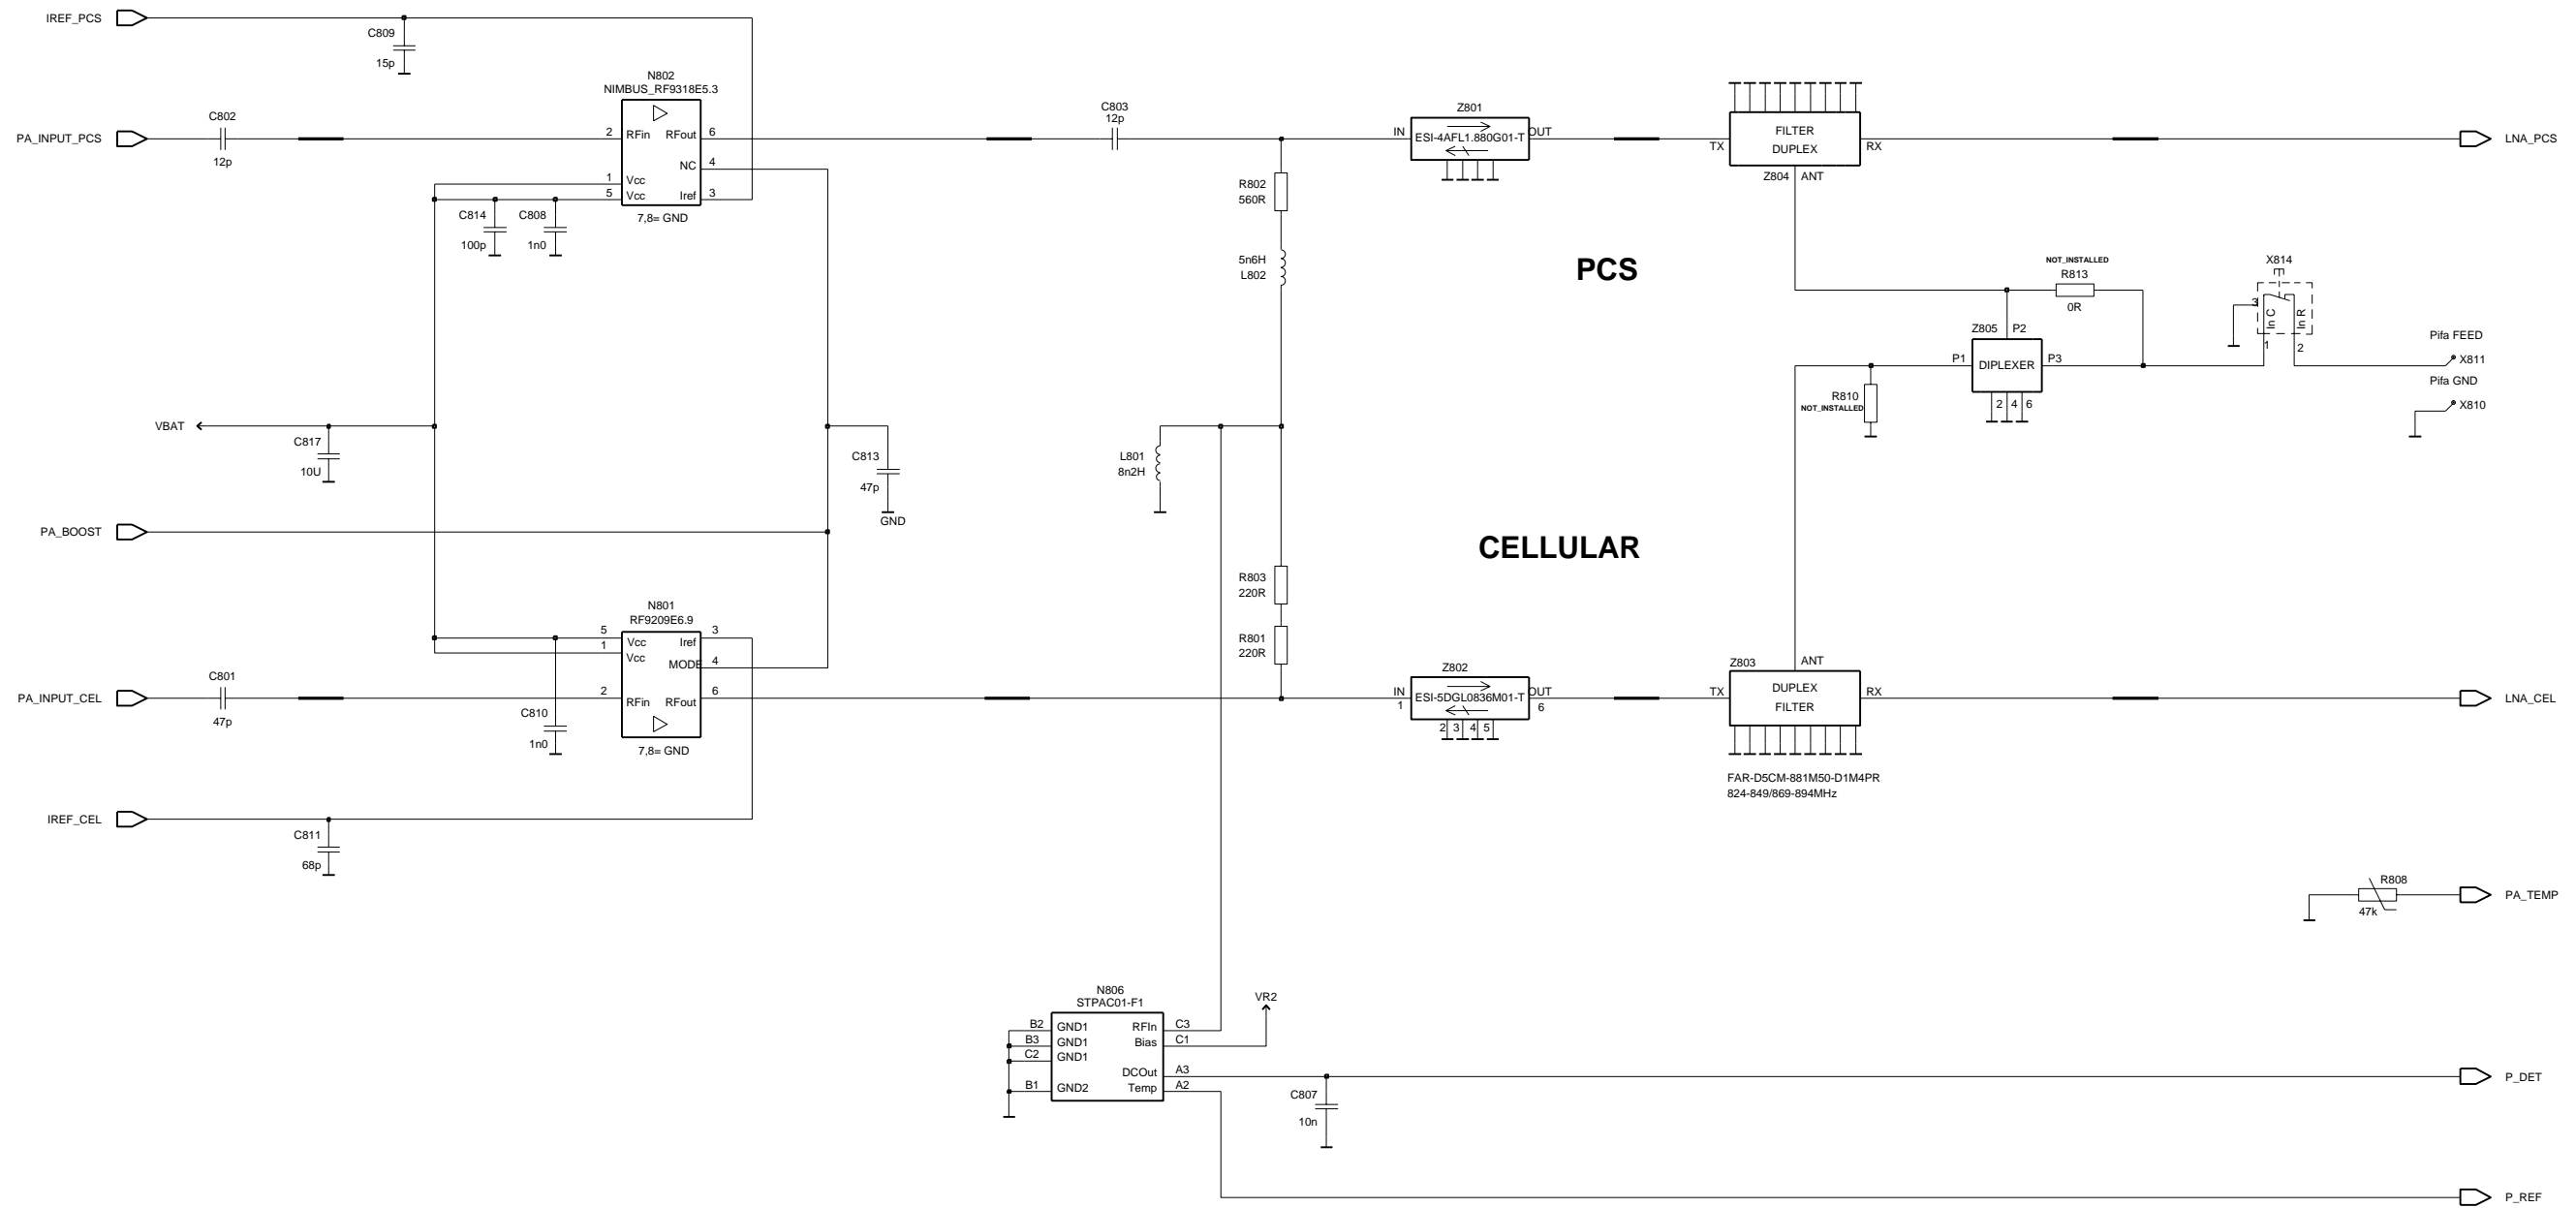 IREF_PCS
C809
15p
N802
NIMBUS_RF9318E5.3
C802
PA_INPUT_PCS
12p
2 RFin RFout 6
NC 4
1 Vcc
5 Vcc Iref 3
7,8= GND
C814
100p
C808
1n0
C803
12p
Z801
IN ESI-4AFL1.880G01-T OUT
FILTER
DUPLEX
TX RX
Z804 ANT
LNA_PCS
R802
560R
5n6H
L802
PCS
NOT_INSTALLED
R813
0R
X814
3
In C
In R
1
2
Z805 P2
P1 DIPLEXER P3
2 4 6
R810
NOT_INSTALLED
Pifa FEED
X811
Pifa GND
X810
VBAT
C817
10U
C813
47p
GND
L801
8n2H
PA_BOOST
CELLULAR
R803
220R
R801
220R
N801
RF9209E6.9
5 Vcc Iref 3
1 Vcc
MODE 4
C801
PA_INPUT_CEL
47p
2 RFin RFout 6
7,8= GND
C810
1n0
Z802
IN ESI-5DGL0836M01-T OUT
1 6
2 3 4 5
Z803 ANT
TX DUPLEX RX
FILTER
LNA_CEL
FAR-D5CM-881M50-D1M4PR
824-849/869-894MHz
IREF_CEL
C811
68p
R808
47k
PA_TEMP
N806
STPAC01-F1
VR2
B2 GND1 RFIn C3
B3 GND1 Bias C1
C2 GND1
DCOut A3
B1 GND2 Temp A2
C807
10n
P_DET
P_REF